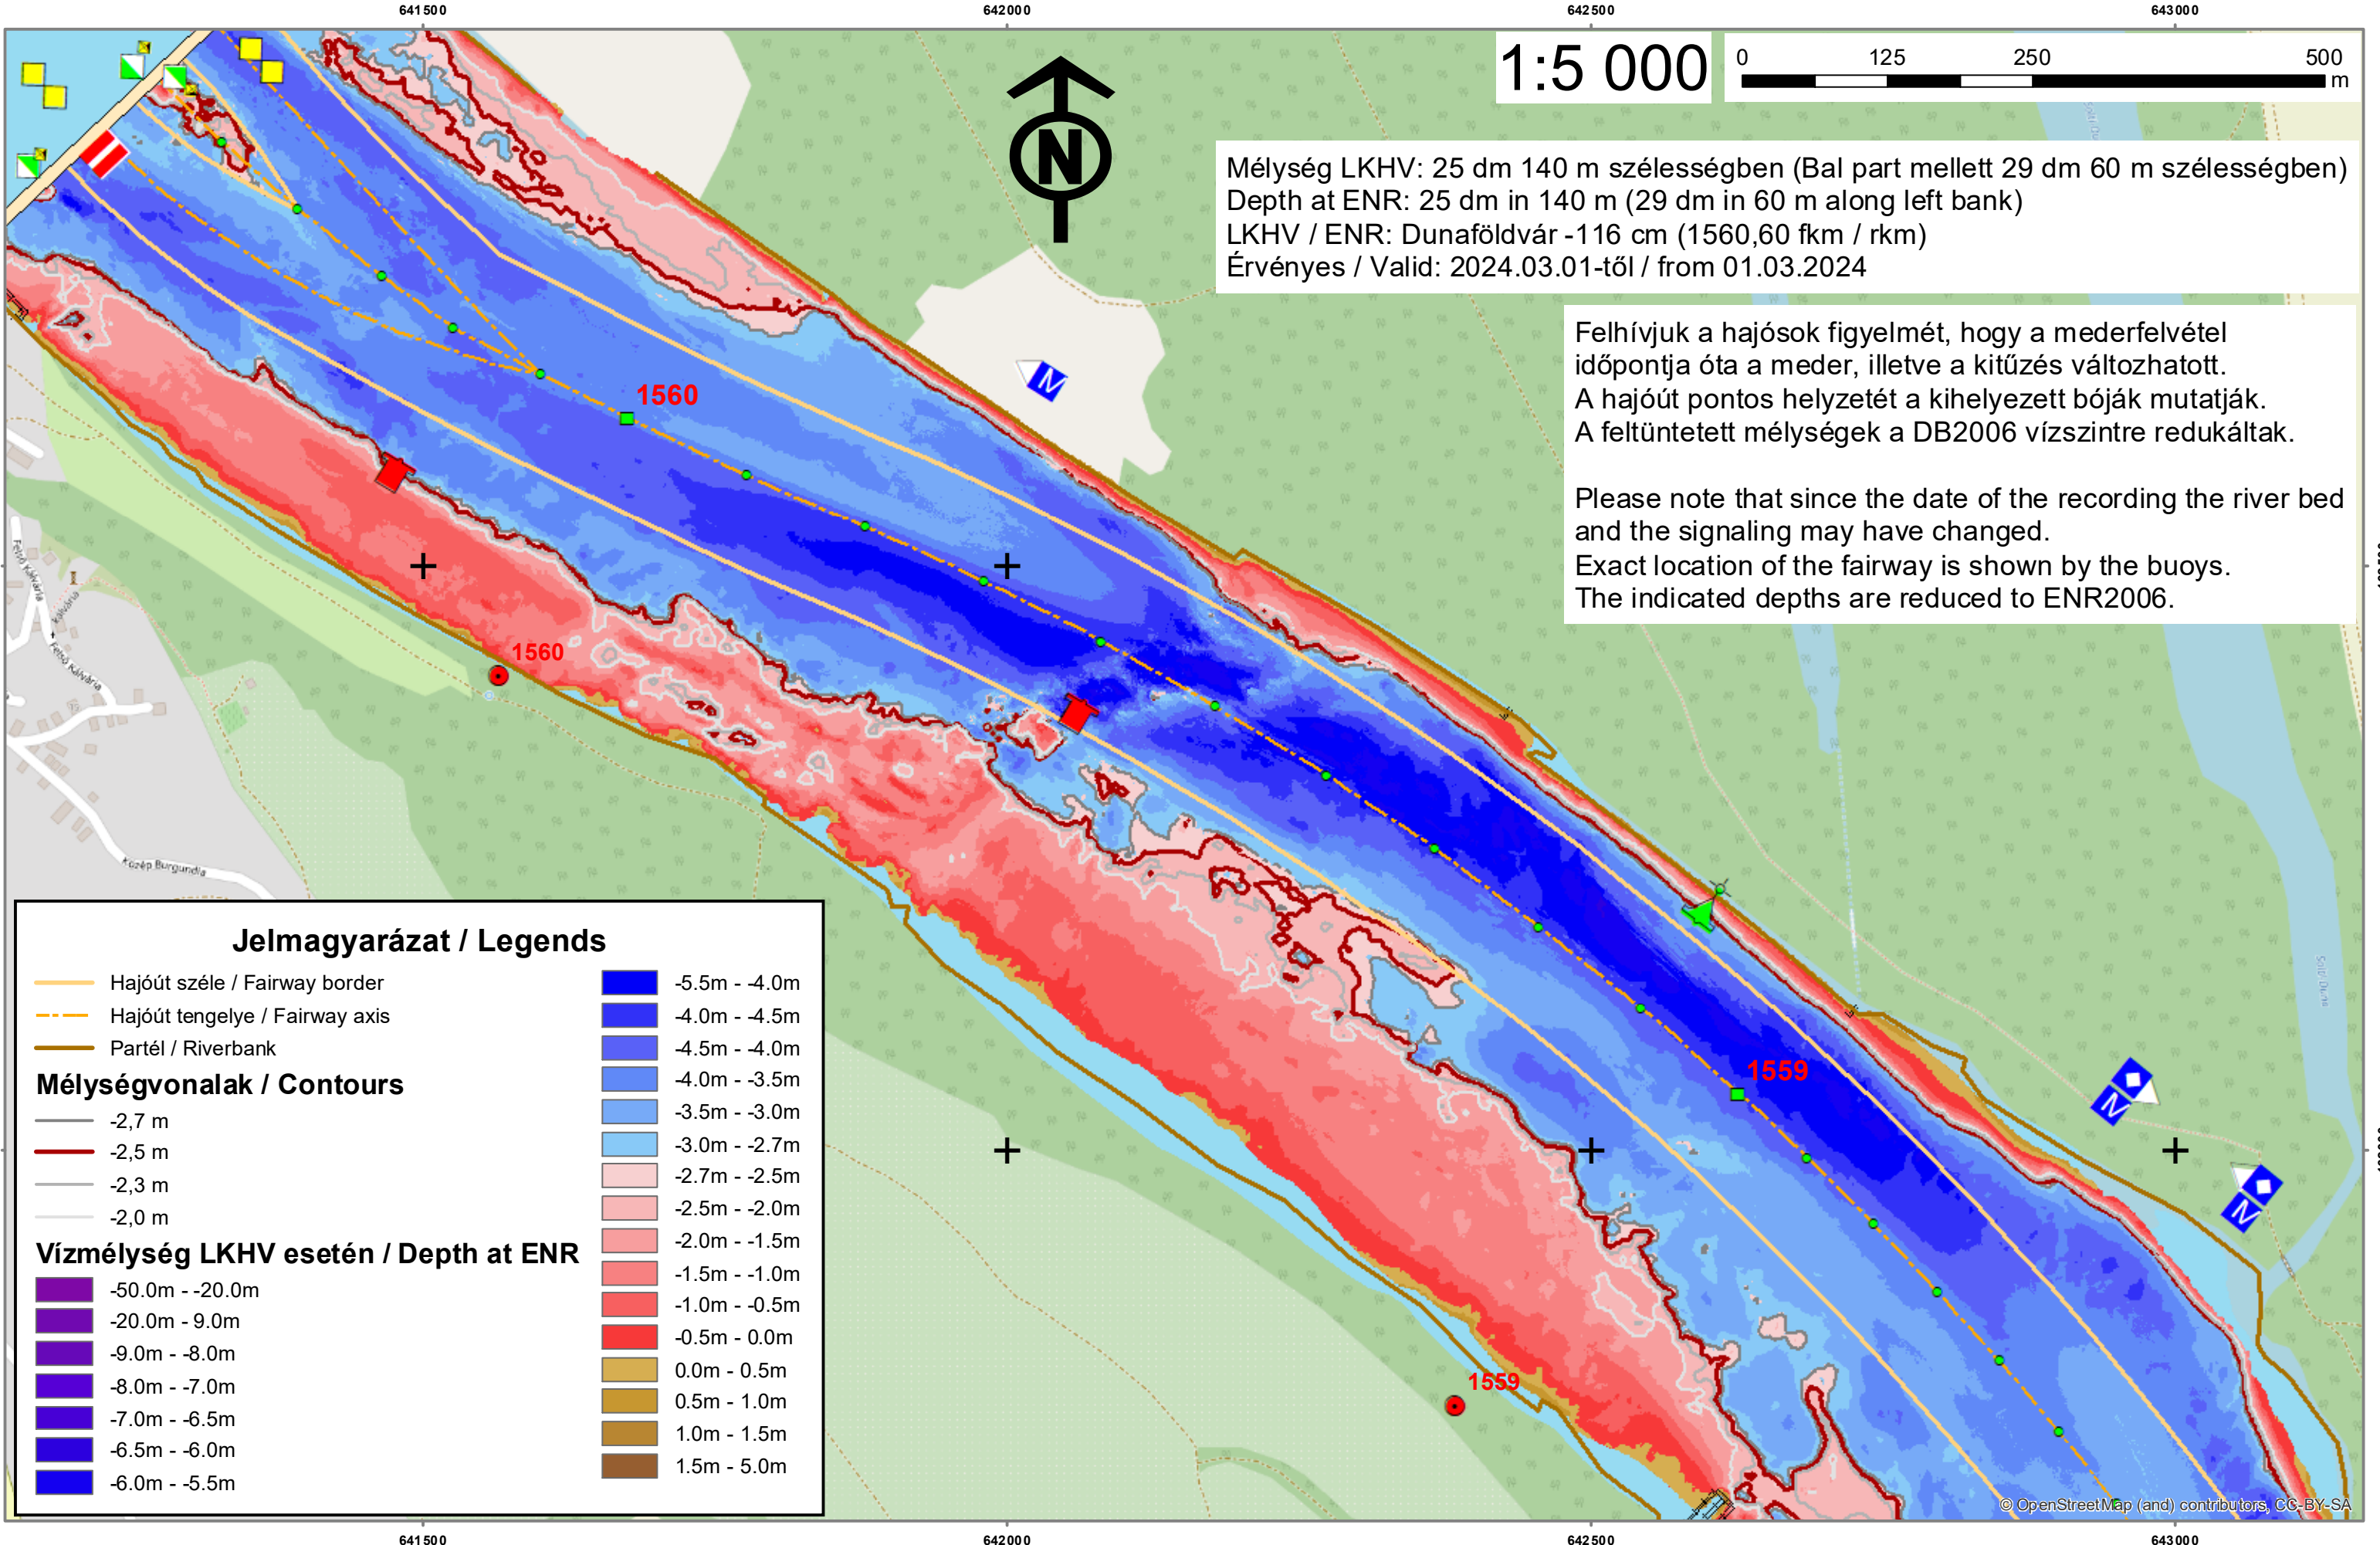 641500
642000
642500
643000
1:5 000
0 125 250 500
m
N
Mélység LKHV: 25 dm 140 m szélességben (Bal part mellett 29 dm 60 m szélességben)
Depth at ENR: 25 dm in 140 m (29 dm in 60 m along left bank)
LKHV / ENR: Dunaföldvár -116 cm (1560,60 fkm / rkm)
Érvényes / Valid: 2024.03.01-től / from 01.03.2024
Felhívjuk a hajósok figyelmét, hogy a mederfelvétel
időpontja óta a meder, illetve a kitűzés változhatott.
A hajóút pontos helyzetét a kihelyezett bóják mutatják.
A feltüntetett mélységek a DB2006 vízszintre redukáltak.
Please note that since the date of the recording the river bed
and the signaling may have changed.
Exact location of the fairway is shown by the buoys.
The indicated depths are reduced to ENR2006.
M
1560
1560
Felső Kálvária
Kálvária
Felső Kálvária
Közép Burgundia
1559
M
M
Solti-Duna
1559
Jelmagyarázat / Legends
Hajóút széle / Fairway border
Hajóút tengelye / Fairway axis
Partél / Riverbank
Mélységvonalak / Contours
-2,7 m
-2,5 m
-2,3 m
-2,0 m
Vízmélység LKHV esetén / Depth at ENR
-50.0m - -20.0m
-20.0m - 9.0m
-9.0m - -8.0m
-8.0m - -7.0m
-7.0m - -6.5m
-6.5m - -6.0m
-6.0m - -5.5m
-5.5m - -4.0m
-4.0m - -4.5m
-4.5m - -4.0m
-4.0m - -3.5m
-3.5m - -3.0m
-3.0m - -2.7m
-2.7m - -2.5m
-2.5m - -2.0m
-2.0m - -1.5m
-1.5m - -1.0m
-1.0m - -0.5m
-0.5m - 0.0m
0.0m - 0.5m
0.5m - 1.0m
1.0m - 1.5m
1.5m - 5.0m
© OpenStreetMap (and) contributors, CC-BY-SA
641500
642000
642500
643000